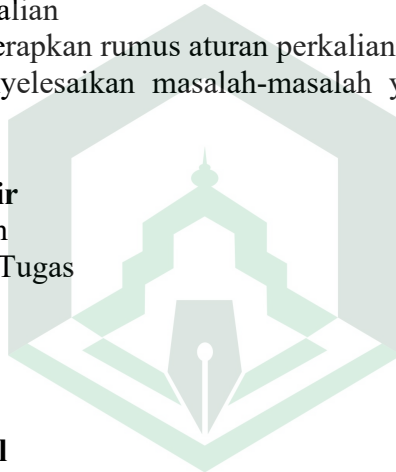 alian
erapkan rumus aturan perkalian
yelesaikan masalah-masalah y
ir
n
Tugas
l